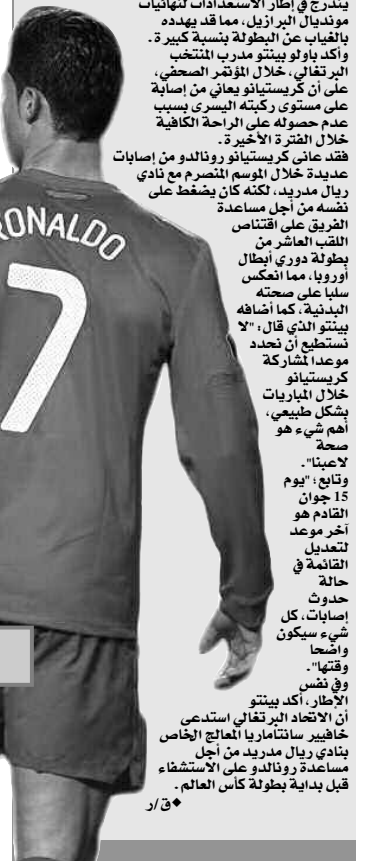 يندرج في إطار الاستعدادات لنهائيات
مونديال البرازيل، مما قد يهدده
بالغياب عن البطولة بنسبة كبيرة.
وأكد باولو بينتو مدرب المنتخب
البرتغالي، خلال المؤتمر الصحفي،
على أن كريستيانو يعاني من إصابة
على مستوى ركبته اليسرى بسبب
عدم حصوله على الراحة الكافية
خلال الفترة الأخيرة.
فقد عانى كريستيانو رونالدو من إصابات
عديدة خلال الموسم المنصرم مع نادي
ريال مدريد، لكنه كان يضغط على
نفسه من أجل مساعدة
الفريق على اقتناص
اللقب العاشر من
بطولة دوري أبطال
أوروبا، مما انعكس
سلبا على صحته
البدنية، كما أضافه
بينتو الذي قال: "لا
نستطيع أن نحدد
موعدا لمشاركة
كريستيانو
خلال المباريات
بشكل طبيعي،
أهم شيء هو
صحة
لاعبنا".
وتابع: "يوم
15 جوان
القادم هو
آخر موعد
لتعديل
القائمة في
حالة
حدوث
إصابات، كل
شيء سيكون
واضحا
وقتها".
وفي نفس
الإطار، أكد بينتو
أن الاتحاد البرتغالي استدعى
خافيير سانتاماريا المعالج الخاص
بنادي ريال مدريد من أجل
مساعدة رونالدو على الاستشفاء
قبل بداية بطولة كأس العالم.
◆ق/ر
RONALDO
7